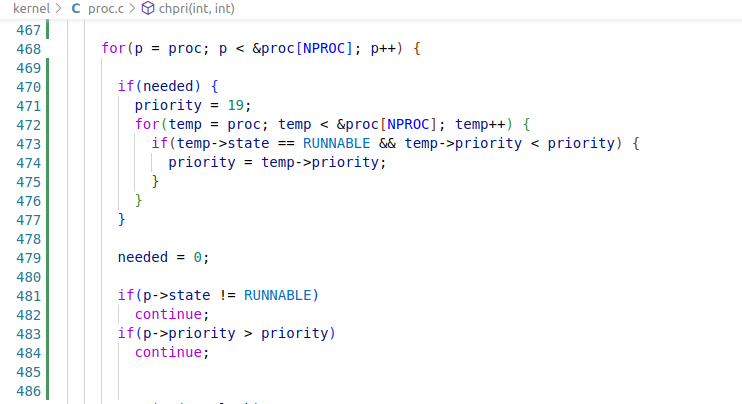 kernel > C proc.c > chpri(int, int)
467
468 for(p = proc; p < &proc[NPROC]; p++) {
469
470 if(needed) {
471 priority = 19;
472 for(temp = proc; temp < &proc[NPROC]; temp++) {
473 if(temp->state == RUNNABLE && temp->priority < priority) {
474 priority = temp->priority;
475 }
476 }
477 }
478
479 needed = 0;
480
481 if(p->state != RUNNABLE)
482 continue;
483 if(p->priority > priority)
484 continue;
485
486